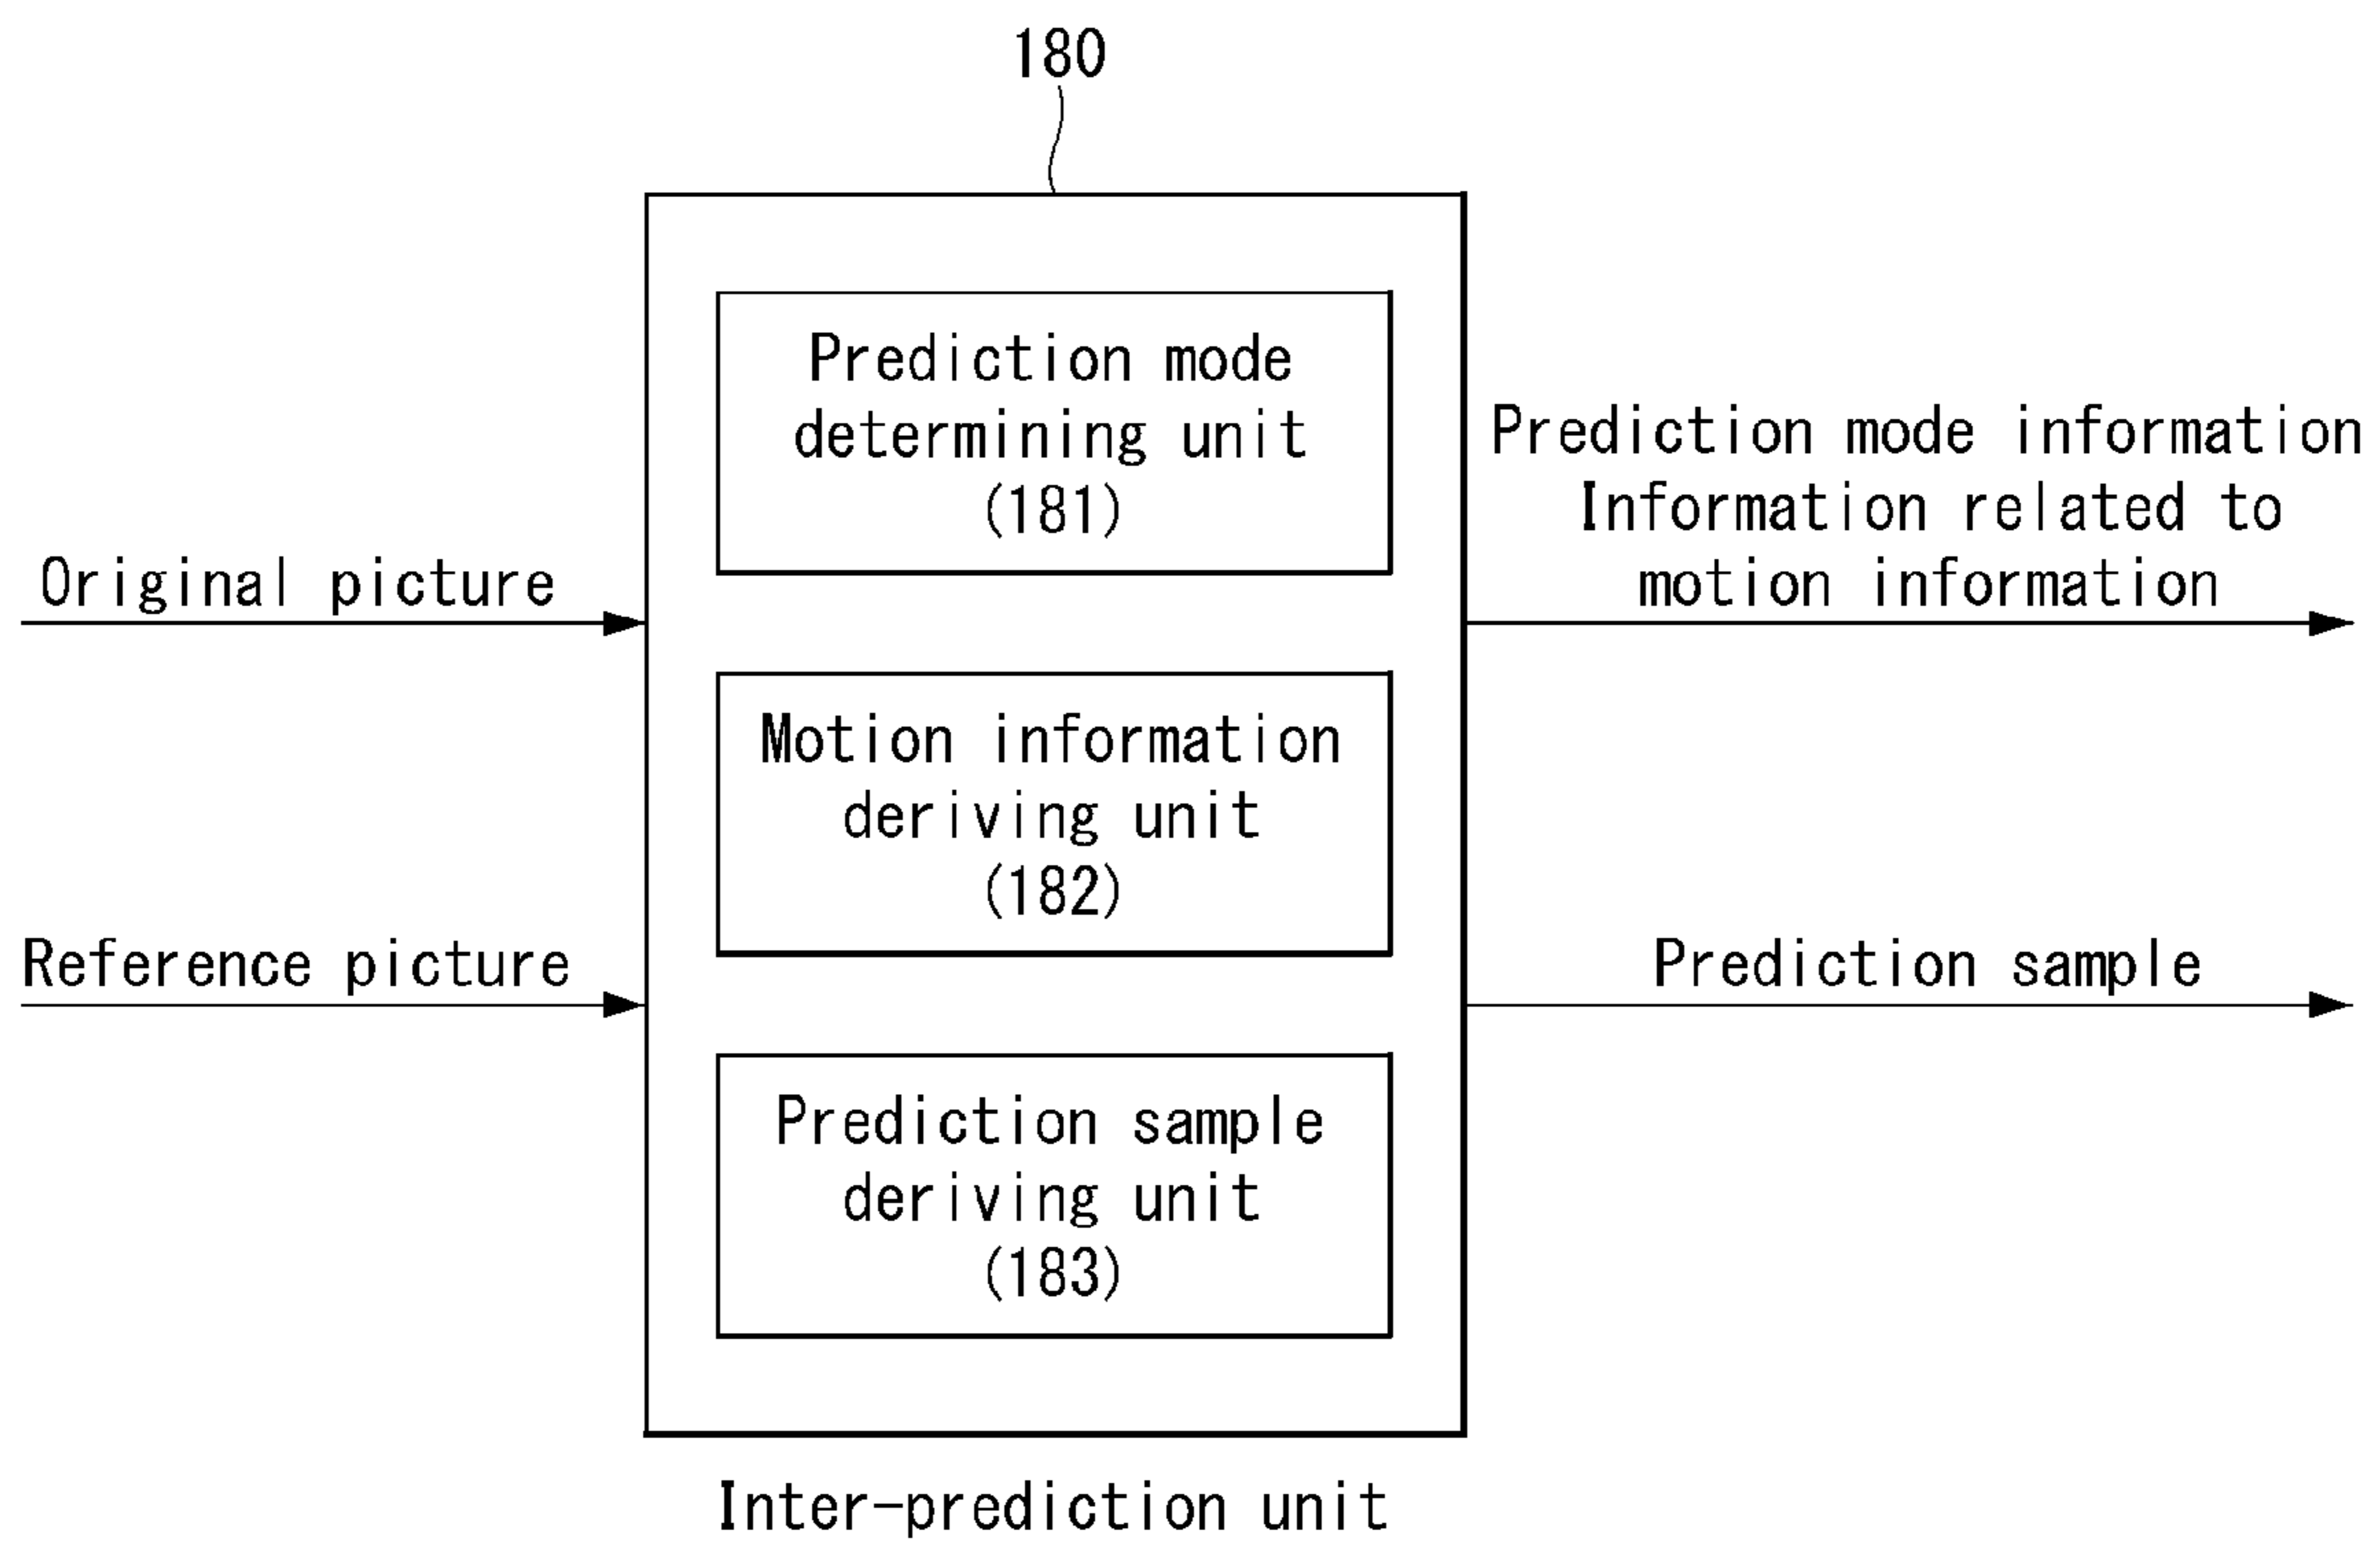 180
Prediction mode
determining unit
(181)
Original picture
Prediction mode information
Information related to
motion information
Motion information
deriving unit
(182)
Reference picture
Prediction sample
Prediction sample
deriving unit
(183)
Inter-prediction unit